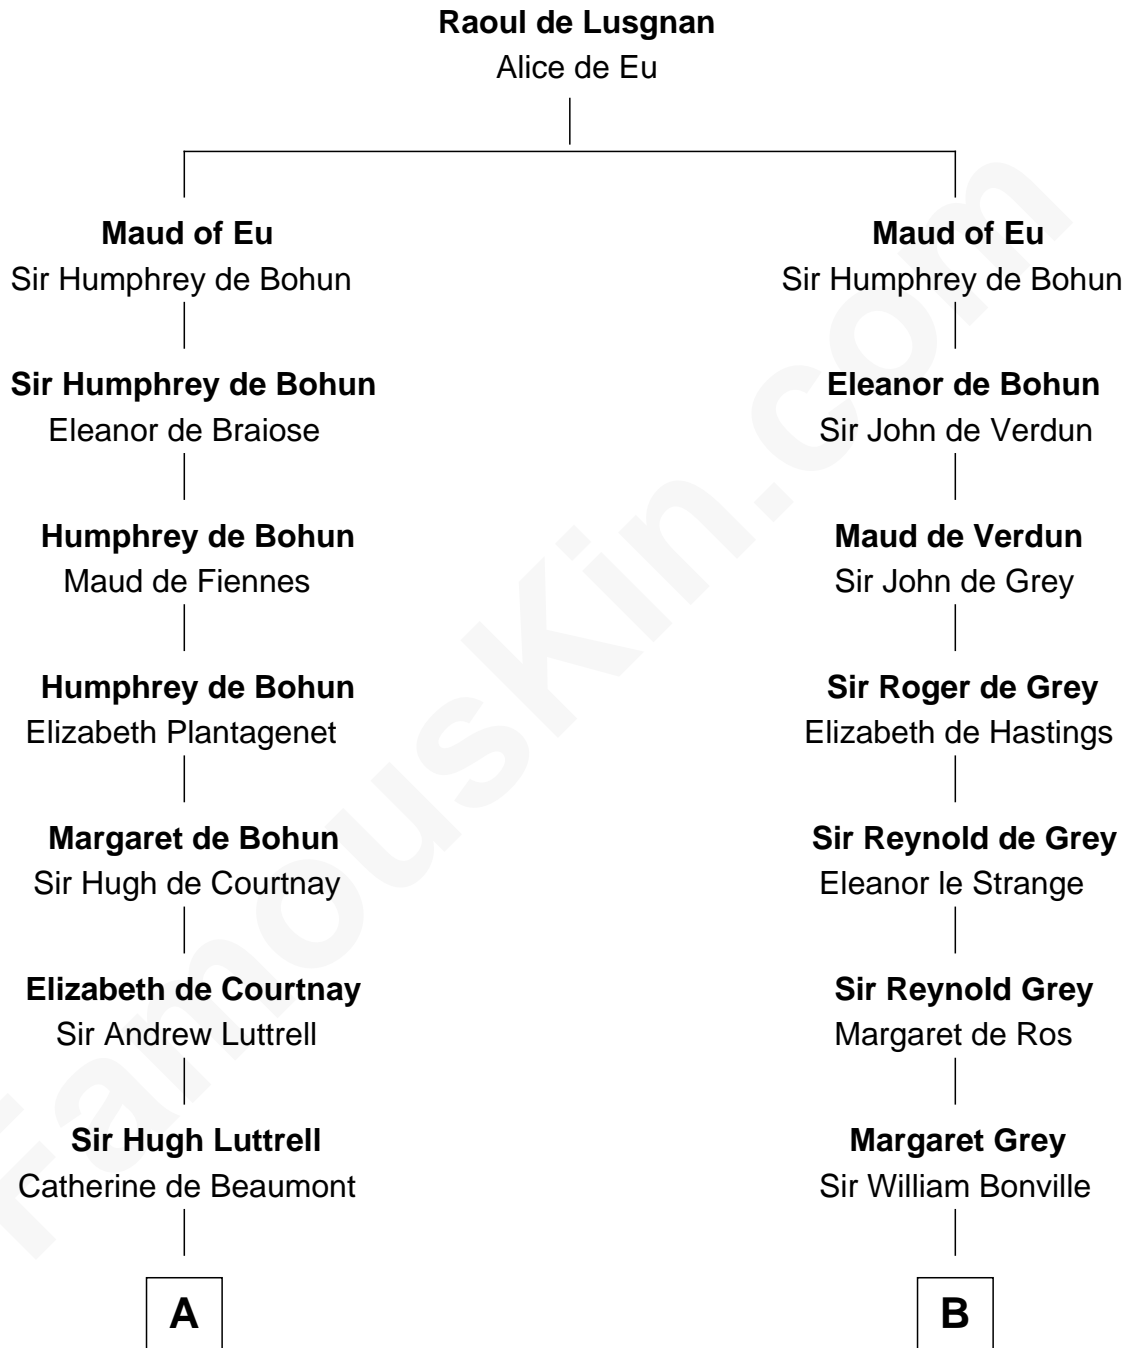 Raoul de Lusgnan
Alice de Eu
Maud of Eu
Sir Humphrey de Bohun
Maud of Eu
Sir Humphrey de Bohun
Sir Humphrey de Bohun
Eleanor de Braiose
Eleanor de Bohun
Sir John de Verdun
Humphrey de Bohun
Maud de Fiennes
Maud de Verdun
Sir John de Grey
Humphrey de Bohun
Elizabeth Plantagenet
Sir Roger de Grey
Elizabeth de Hastings
Margaret de Bohun
Sir Hugh de Courtnay
Sir Reynold de Grey
Eleanor le Strange
Elizabeth de Courtnay
Sir Andrew Luttrell
Sir Reynold Grey
Margaret de Ros
Sir Hugh Luttrell
Catherine de Beaumont
Margaret Grey
Sir William Bonville
A
B
FamousKin.com